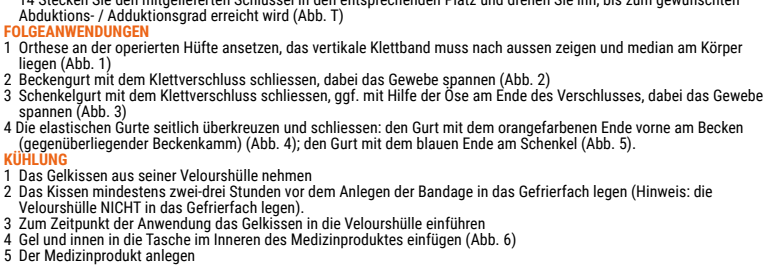 14 Stecken Sie den mitgelieferten Schlüssel in den entsprechenden Platz und drehen Sie ihn, bis zum gewünschten
Abduktions- / Adduktionsgrad erreicht wird (Abb. T)
FOLGEANWENDUNGEN
1 Orthese an der operierten Hüfte ansetzen, das vertikale Klettband muss nach aussen zeigen und median am Körper
liegen (Abb. 1)
2 Beckengurt mit dem Klettverschluss schliessen, dabei das Gewebe spannen (Abb. 2)
3 Schenkelgurt mit dem Klettverschluss schliessen, ggf. mit Hilfe der Öse am Ende des Verschlusses, dabei das Gewebe
spannen (Abb. 3)
4 Die elastischen Gurte seitlich überkreuzen und schliessen: den Gurt mit dem orangefarbenen Ende vorne am Becken
(gegenüberliegender Beckenkamm) (Abb. 4); den Gurt mit dem blauen Ende am Schenkel (Abb. 5).
KÜHLUNG
1 Das Gelkissen aus seiner Velourshülle nehmen
2 Das Kissen mindestens zwei-drei Stunden vor dem Anlegen der Bandage in das Gefrierfach legen (Hinweis: die
Velourshülle NICHT in das Gefrierfach legen).
3 Zum Zeitpunkt der Anwendung das Gelkissen in die Velourshülle einführen
4 Gel und innen in die Tasche im Inneren des Medizinproduktes einfügen (Abb. 6)
5 Der Medizinprodukt anlegen